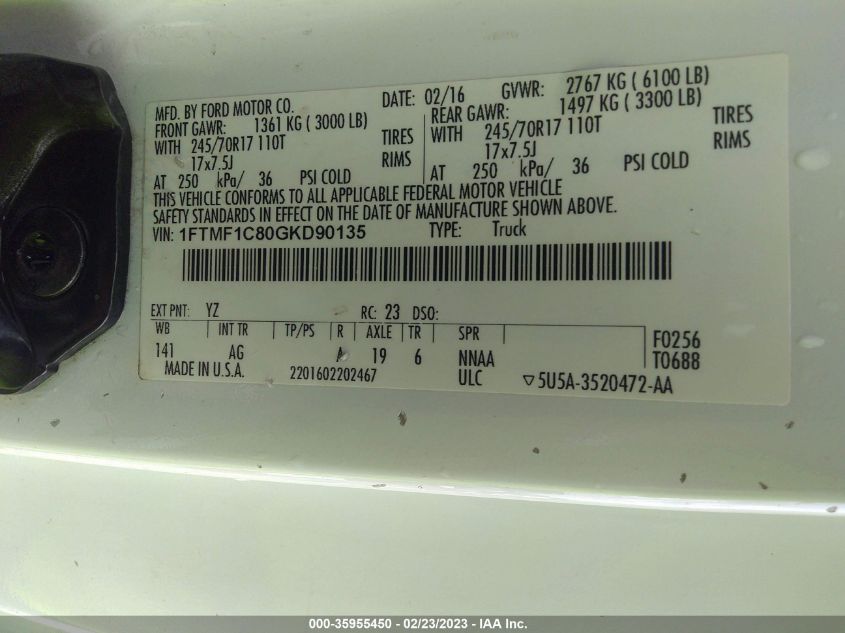 MFD. BY FORD MOTOR CO. DATE: 02/16 GVWR: 2767 KG ( 6100 LB)
FRONT GAWR: 1361 KG ( 3000 LB) REAR GAWR: 1497 KG ( 3300 LB)
WITH 245/70R17 110T TIRES WITH 245/70R17 110T TIRES
17x7.5J RIMS 17x7.5J RIMS
AT 250 kPa/ 36 PSI COLD AT 250 kPa/ 36 PSI COLD
THIS VEHICLE CONFORMS TO ALL APPLICABLE FEDERAL MOTOR VEHICLE
SAFETY STANDARDS IN EFFECT ON THE DATE OF MANUFACTURE SHOWN ABOVE.
VIN: 1FTMF1C80GKD90135 TYPE: Truck
EXT PNT: YZ RC: 23 DSO:
WB INT TR TP/PS R AXLE TR SPR F0256
141 AG A 19 6 NNAA T0688
MADE IN U.S.A. 2201602202467 ULC ▽5U5A-3520472-AA
000-35955450 - 02/23/2023 - IAAI.com